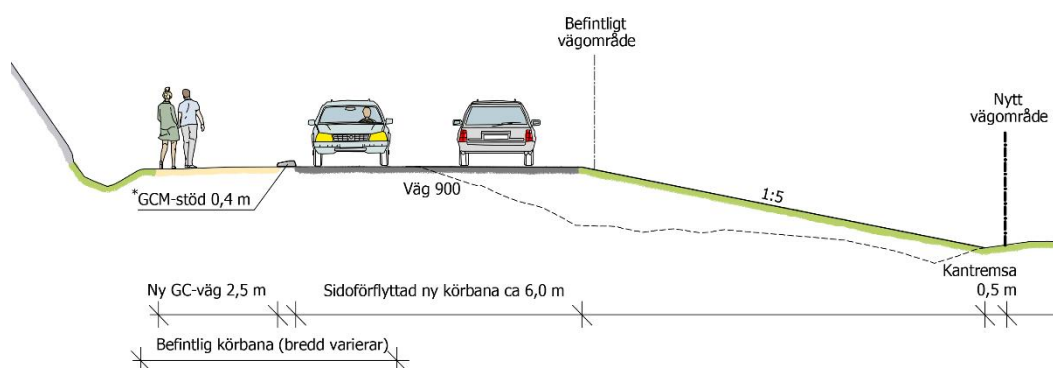 Befintligt
vägområde
Nytt
vägområde
*GCM-stöd 0,4 m
Väg 900
1:5
Kantremsa
0,5 m
Ny GC-väg 2,5 m
Sidoförflyttad ny körbana ca 6,0 m
Befintlig körbana (bredd varierar)